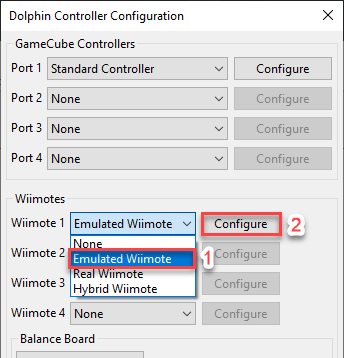 Dolphin Controller Configuration
GameCube Controllers
Port 1 Standard Controller Configure
Port 2 None Configure
Port 3 None Configure
Port 4 None Configure
Wiimotes
Wiimote 1 Emulated Wiimote Configure 2
None
Wiimote 2 Emulated Wiimote 1 Configure
Real Wiimote
Wiimote 3 Hybrid Wiimote Configure
Wiimote 4 None Configure
Balance Board